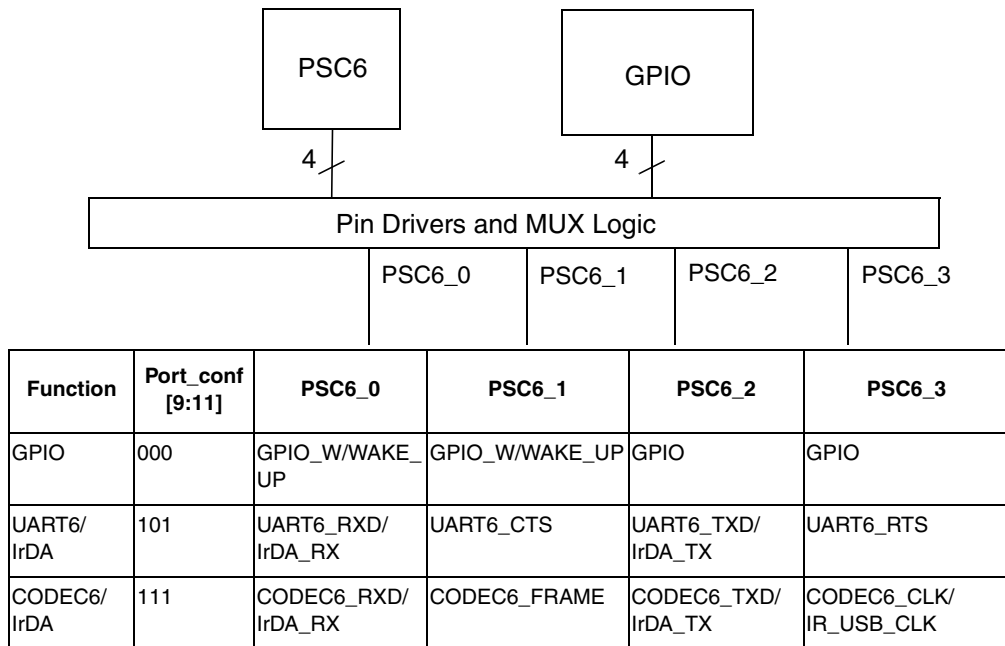 PSC6
GPIO
4
4
Pin Drivers and MUX Logic
PSC6_0
PSC6_1
PSC6_2
PSC6_3
Function
Port_conf
[9:11]
PSC6_0
PSC6_1
PSC6_2
PSC6_3
GPIO
000
GPIO_W/WAKE_
UP
GPIO_W/WAKE_UP
GPIO
GPIO
UART6/
IrDA
101
UART6_RXD/
IrDA_RX
UART6_CTS
UART6_TXD/
IrDA_TX
UART6_RTS
CODEC6/
IrDA
111
CODEC6_RXD/
IrDA_RX
CODEC6_FRAME
CODEC6_TXD/
IrDA_TX
CODEC6_CLK/
IR_USB_CLK